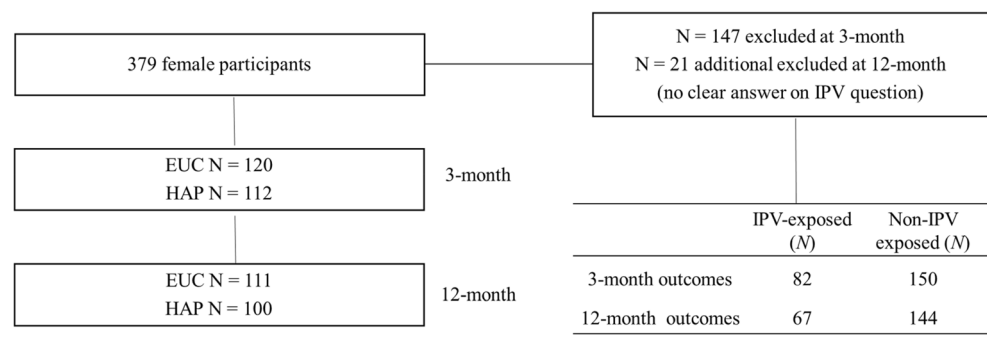 379 female participants
N = 147 excluded at 3-month
N = 21 additional excluded at 12-month
(no clear answer on IPV question)
EUC N = 120
HAP N = 112
3-month
EUC N = 111
HAP N = 100
12-month
IPV-exposed (N) Non-IPV exposed (N)
3-month outcomes 82 150
12-month outcomes 67 144